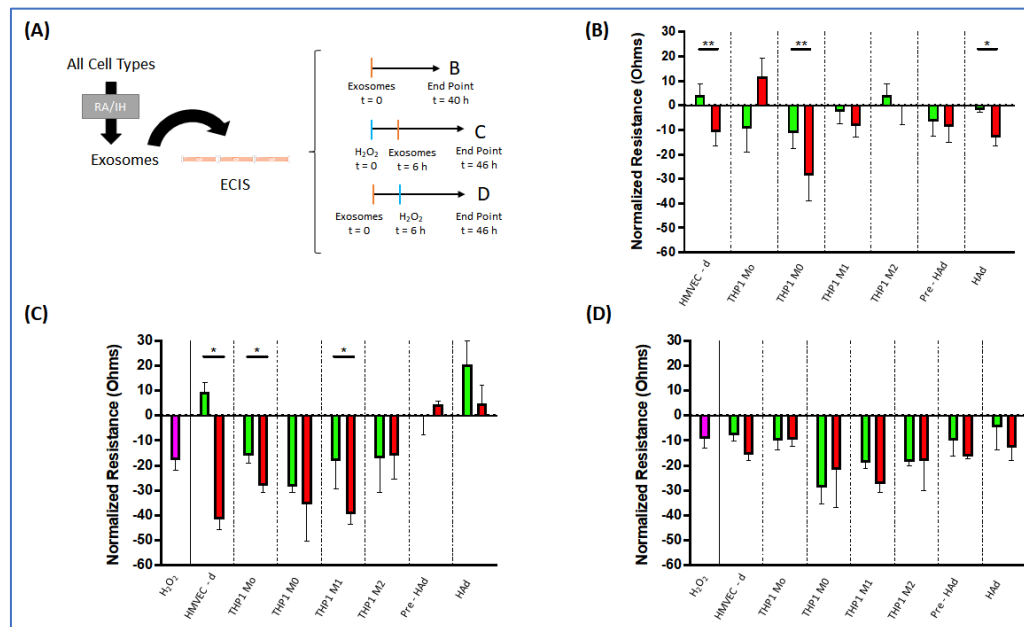 (A)
All Cell Types
RA/IH
Exosomes
ECIS
B
Exosomes
t = 0
End Point
t = 40 h
C
H₂O₂
t = 0
Exosomes
t = 6 h
End Point
t = 46 h
D
Exosomes
t = 0
H₂O₂
t = 6 h
End Point
t = 46 h
(B)
Normalized Resistance (Ohms)
30
20
10
0
-10
-20
-30
-40
-50
-60
**
**
*
HMVEC - d
THP1 Mo
THP1 M0
THP1 M1
THP1 M2
Pre - HAd
HAd
(C)
Normalized Resistance (Ohms)
30
20
10
0
-10
-20
-30
-40
-50
-60
*
*
*
H₂O₂
HMVEC - d
THP1 Mo
THP1 M0
THP1 M1
THP1 M2
Pre - HAd
HAd
(D)
Normalized Resistance (Ohms)
30
20
10
0
-10
-20
-30
-40
-50
-60
H₂O₂
HMVEC - d
THP1 Mo
THP1 M0
THP1 M1
THP1 M2
Pre - HAd
HAd